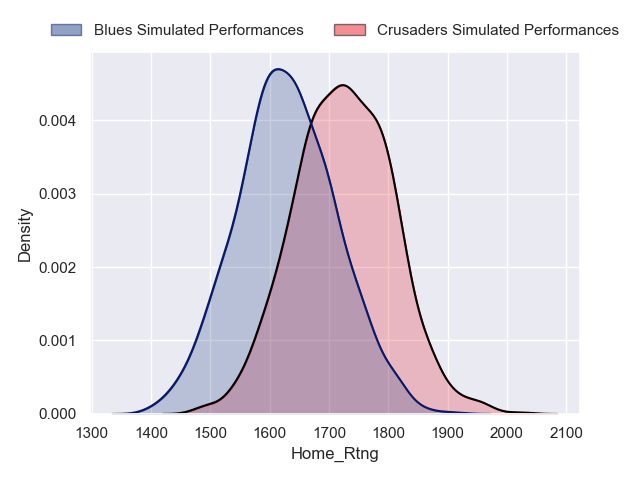 Blues Simulated Performances Crusaders Simulated Performances
0.004
0.003
0.002
0.001
0.000
Density
1300 1400 1500 1600 1700 1800 1900 2000 2100
Home_Rtng